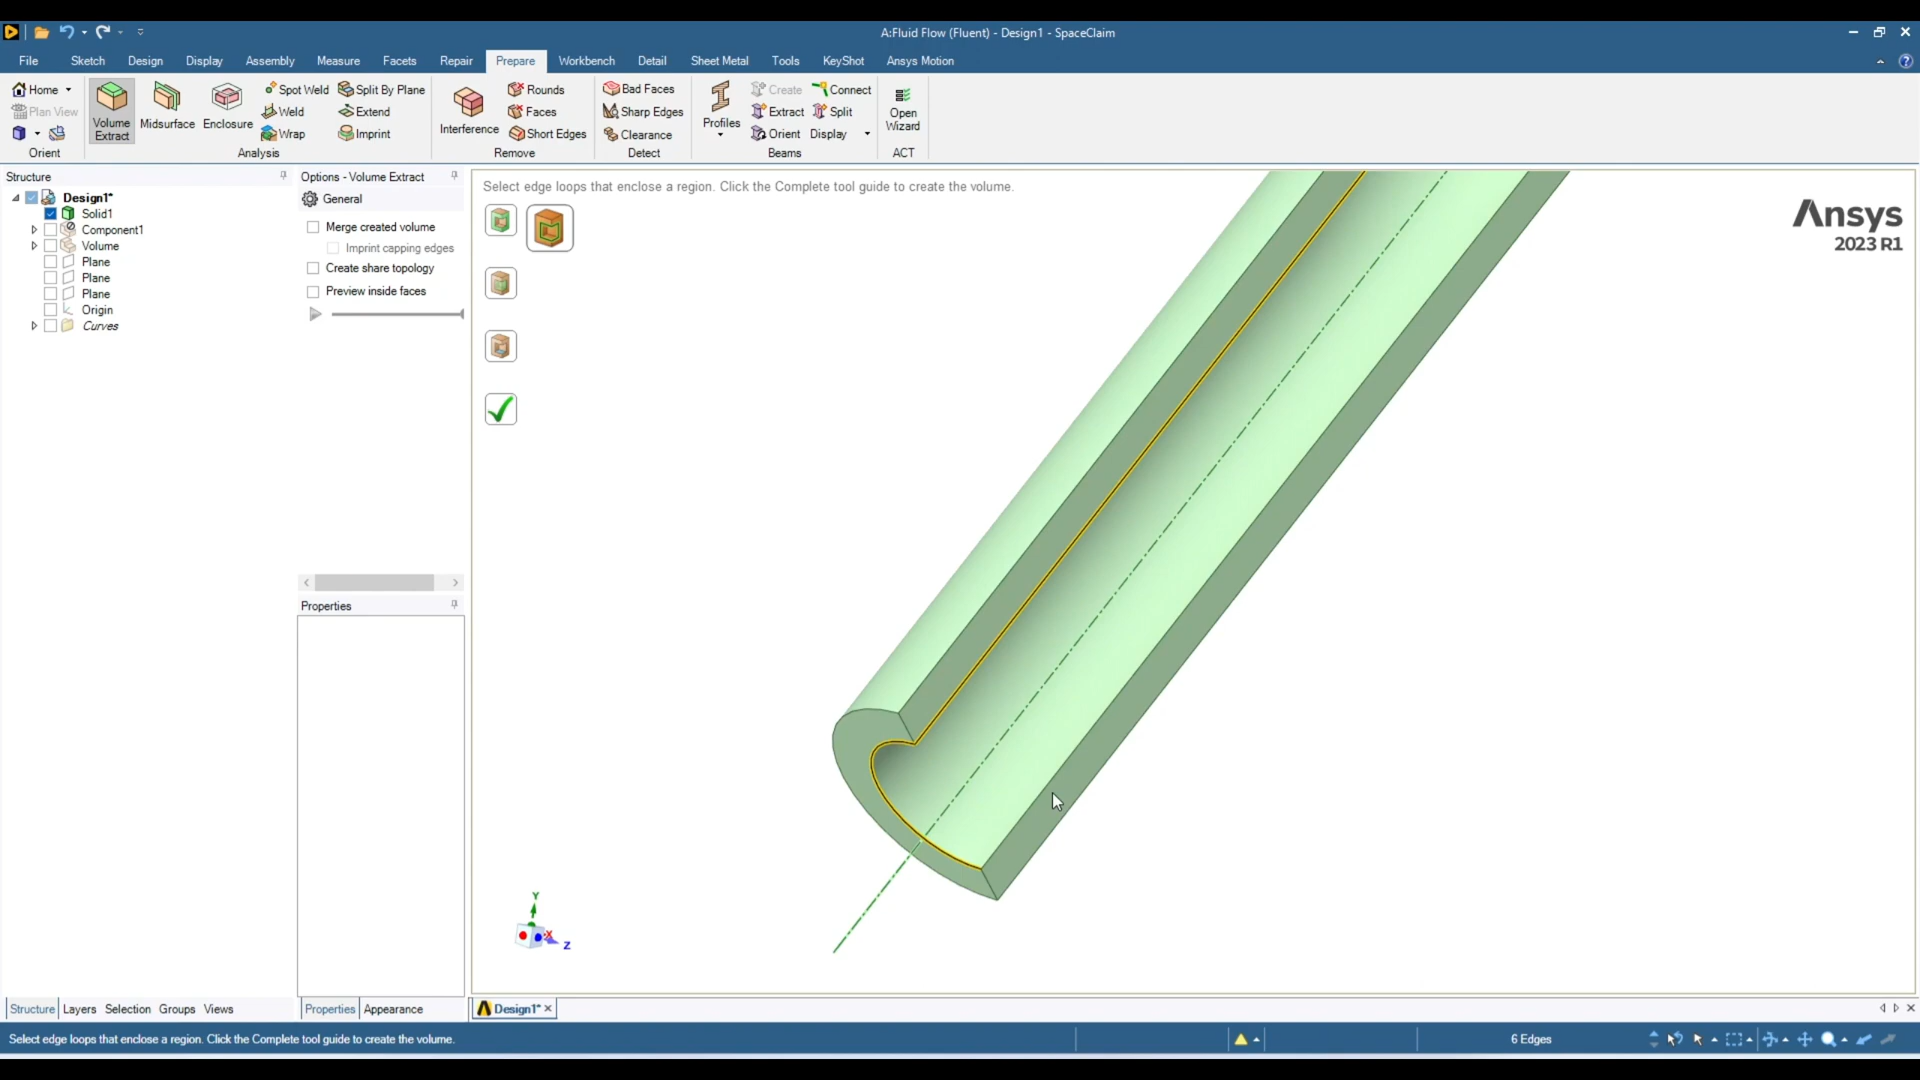 A:Fluid Flow (Fluent) - Design1 - SpaceClaim
File Sketch Design Display Assembly Measure Facets Repair Prepare Workbench Detail Sheet Metal Tools KeyShot Ansys Motion
Home Spot Weld Split By Plane Rounds Bad Faces Create Connect
Plan View Volume Extract Midsurface Enclosure Weld Extend Interference Faces Sharp Edges Profiles Extract Split Open Wizard
Wrap Imprint Short Edges Clearance Orient Display
Orient Analysis Remove Detect Beams ACT
Structure
Design1*
Solid1
Component1
Volume
Plane
Plane
Plane
Origin
Curves
Options - Volume Extract
General
Merge created volume
Imprint capping edges
Create share topology
Preview inside faces
Properties
Select edge loops that enclose a region. Click the Complete tool guide to create the volume.
Ansys
2023 R1
Y
X
Z
Structure Layers Selection Groups Views
Properties Appearance
Design1*
Select edge loops that enclose a region. Click the Complete tool guide to create the volume.
6 Edges